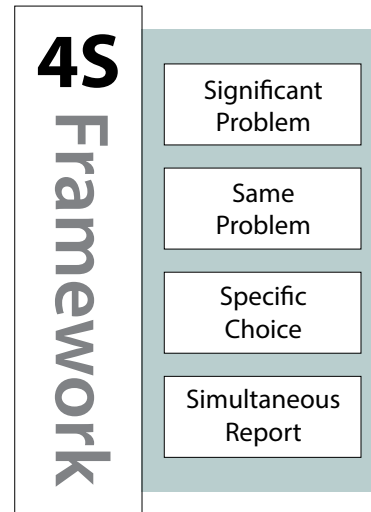 4S
Framework
Significant
Problem
Same
Problem
Specific
Choice
Simultaneous
Report